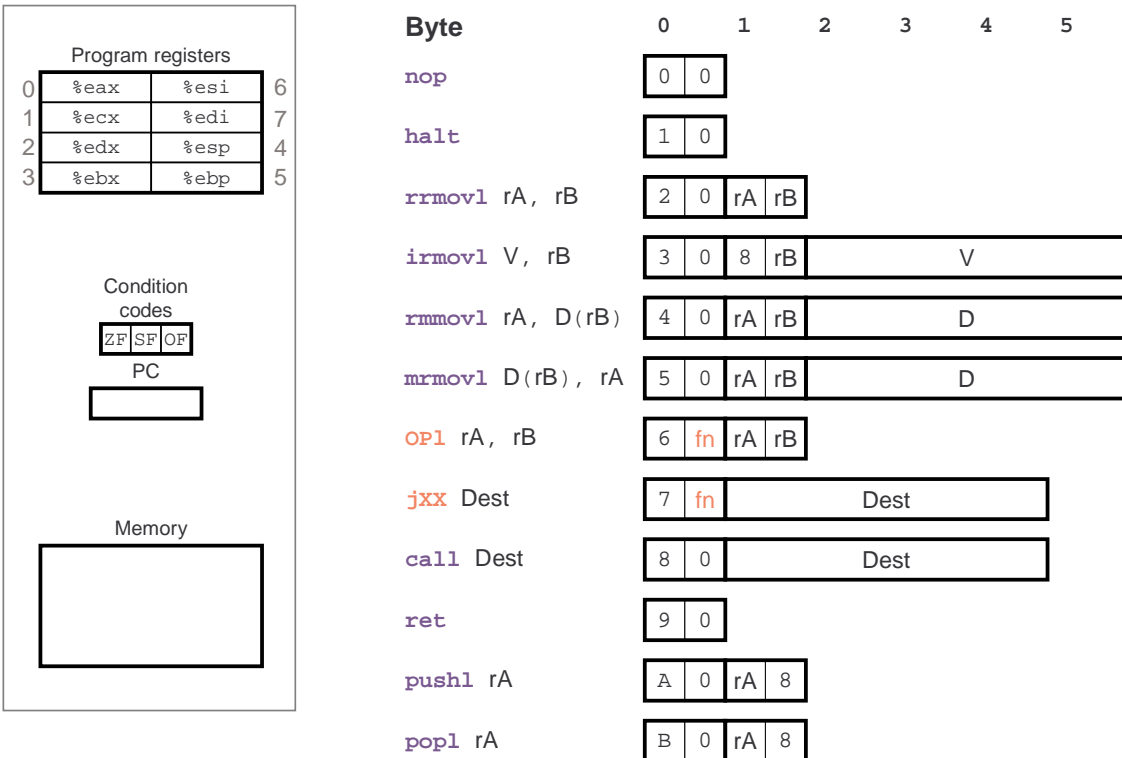 Program registers
0 %eax %esi 6
1 %ecx %edi 7
2 %edx %esp 4
3 %ebx %ebp 5
Condition
codes
ZF SF OF
PC
Memory
Byte 0 1 2 3 4 5
nop 0 0
halt 1 0
rrmovl rA, rB 2 0 rA rB
irmovl V, rB 3 0 8 rB V
rmmovl rA, D(rB) 4 0 rA rB D
mrmovl D(rB), rA 5 0 rA rB D
OPl rA, rB 6 fn rA rB
jXX Dest 7 fn Dest
call Dest 8 0 Dest
ret 9 0
pushl rA A 0 rA 8
popl rA B 0 rA 8